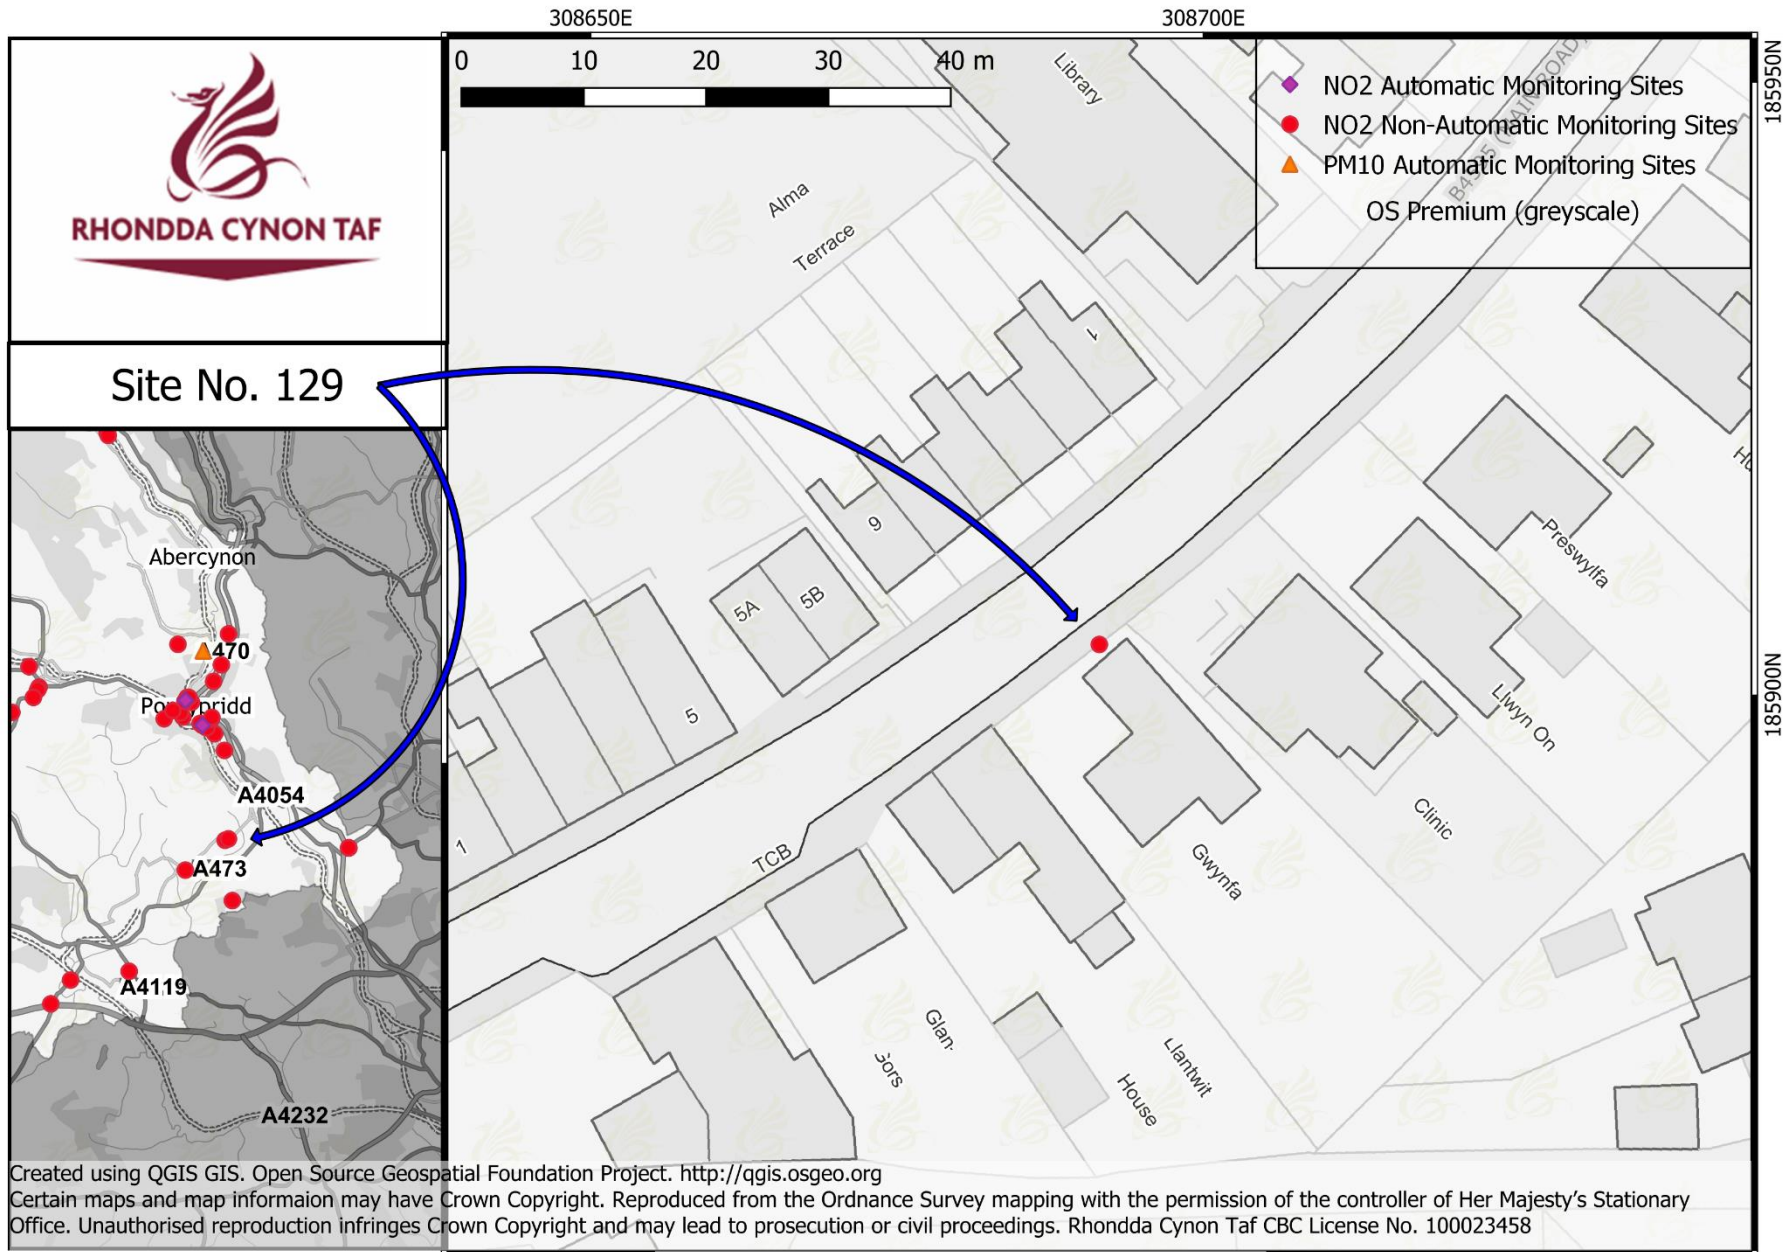 308650E
308700E
0 10 20 30 40 m
NO2 Automatic Monitoring Sites
NO2 Non-Automatic Monitoring Sites
PM10 Automatic Monitoring Sites
OS Premium (greyscale)
18595​0N
185900N
RHONDDA CYNON TAF
Site No. 129
Abercynon
A470
A4054
A473
A4119
A4232
Library
Alma
Terrace
1
9
5A
5B
5
1
TCB
Preswylfa
Llwyn On
Clinic
Gwynfa
Glan-
Gors
Llantwit
House
Created using QGIS GIS. Open Source Geospatial Foundation Project. http://qgis.osgeo.org
Certain maps and map informaion may have Crown Copyright. Reproduced from the Ordnance Survey mapping with the permission of the controller of Her Majesty's Stationary
Office. Unauthorised reproduction infringes Crown Copyright and may lead to prosecution or civil proceedings. Rhondda Cynon Taf CBC License No. 100023458